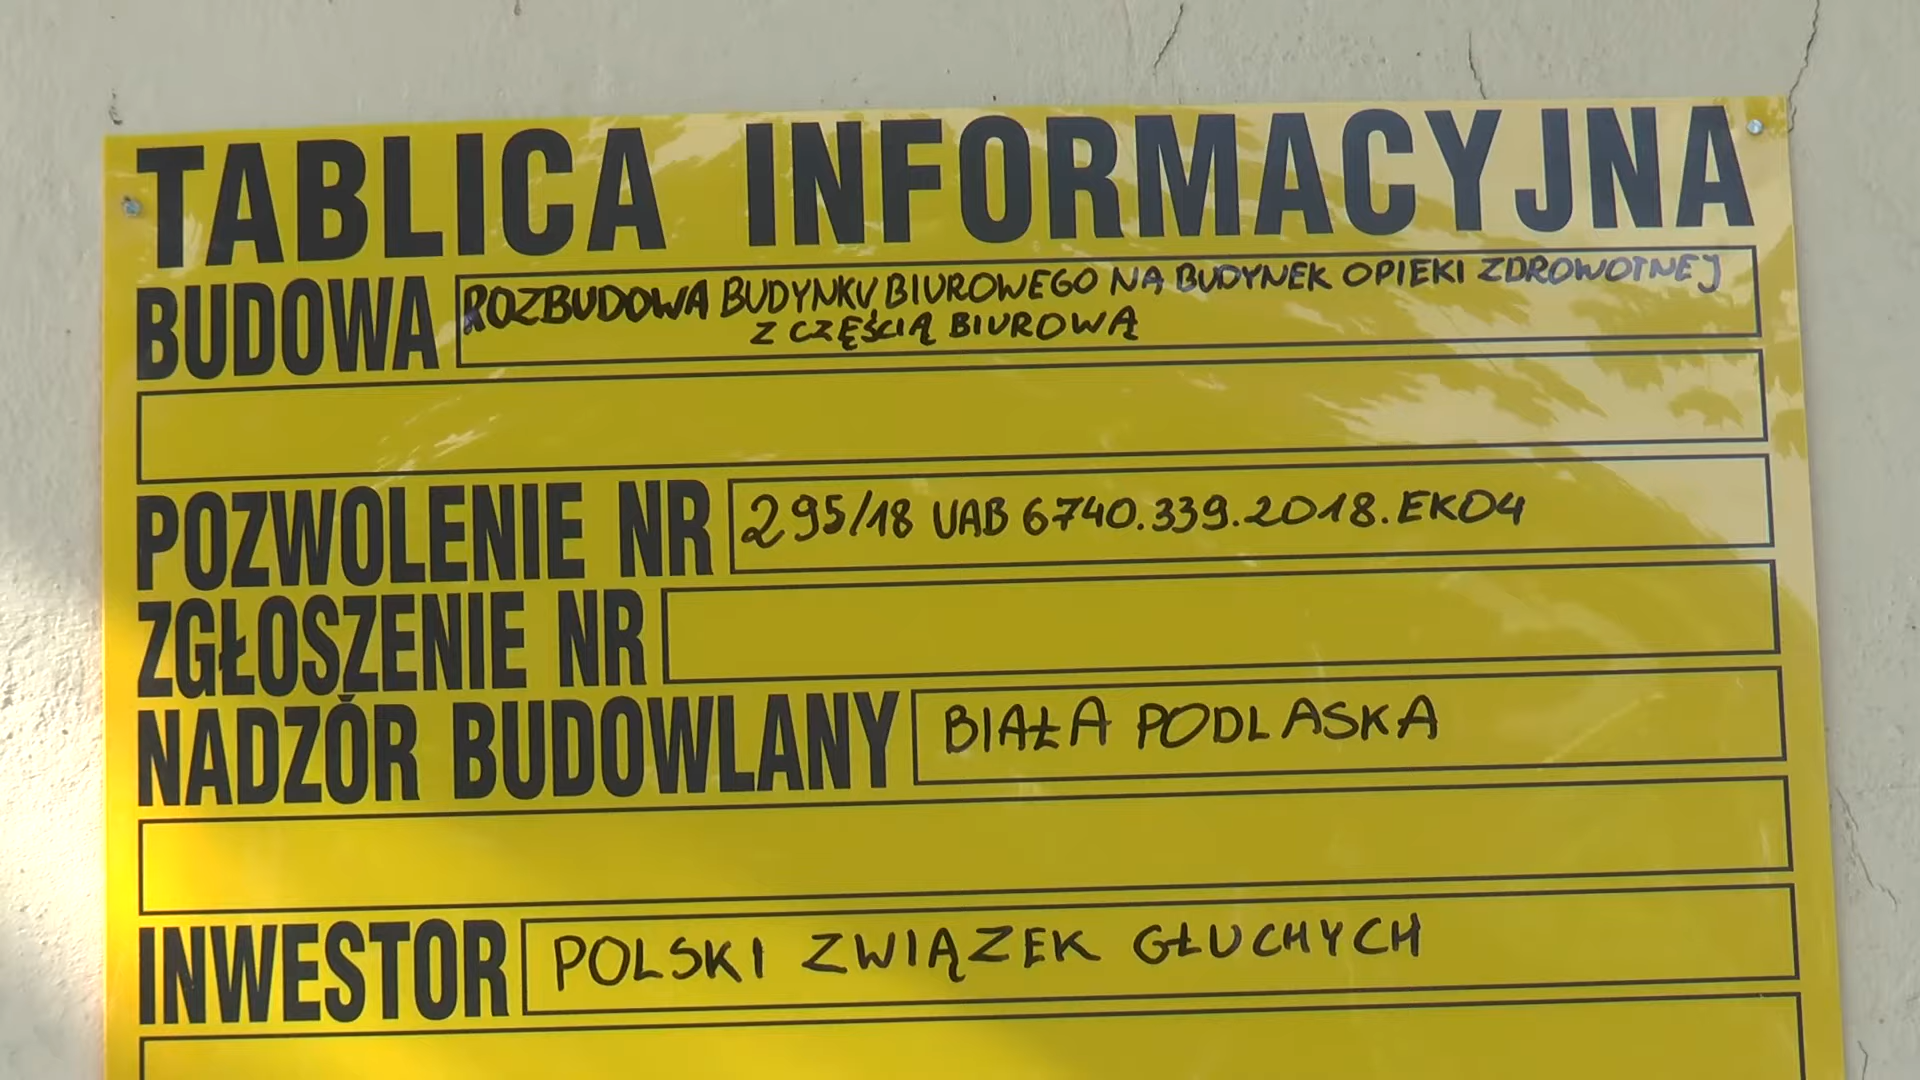 TABLICA INFORMACYJNA
BUDOWA ROZBUDOWA BUDYNKU BIUROWEGO NA BUDYNEK OPIEKI ZDROWOTNEJ
Z CZĘŚCIĄ BIUROWĄ
POZWOLENIE NR 295/18 UAB 6740.339.2018.EKO4
ZGŁOSZENIE NR
NADZÓR BUDOWLANY BIAŁA PODLASKA
INWESTOR POLSKI ZWIĄZEK GŁUCHYCH